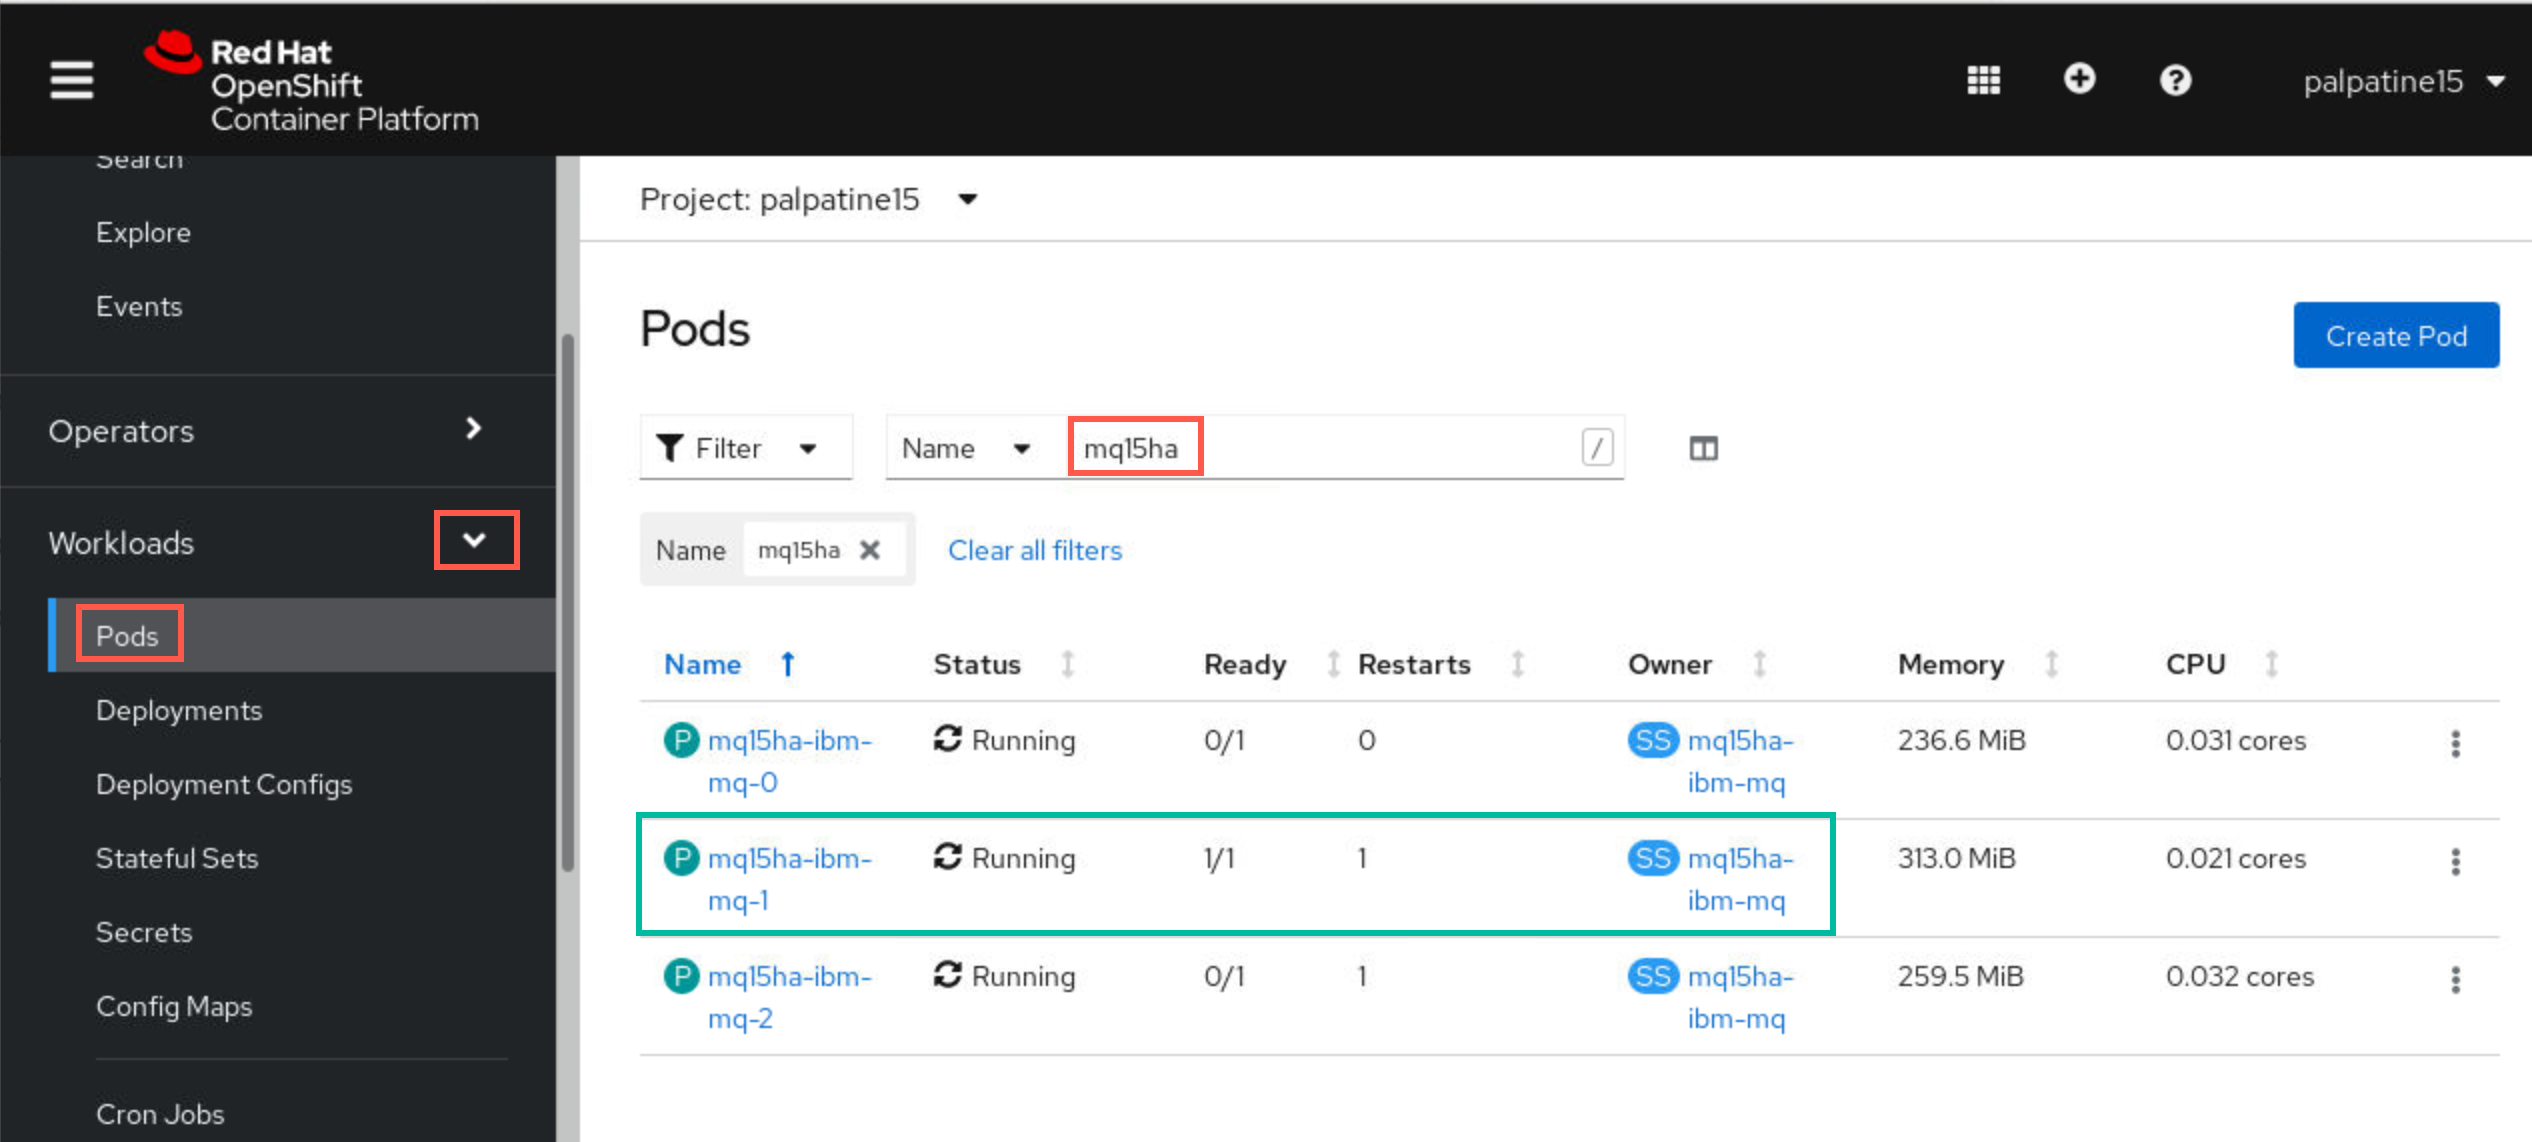 Red Hat
OpenShift
Container Platform
palpatine15
Search
Explore
Events
Operators
Workloads
Pods
Deployments
Deployment Configs
Stateful Sets
Secrets
Config Maps
Cron Jobs
Project: palpatine15
Pods
Create Pod
Filter
Name
mq15ha
/
Name mq15ha
Clear all filters
Name Status Ready Restarts Owner Memory CPU
P mq15ha-ibm- Running 0/1 0 SS mq15ha- 236.6 MiB 0.031 cores
mq-0 ibm-mq
P mq15ha-ibm- Running 1/1 1 SS mq15ha- 313.0 MiB 0.021 cores
mq-1 ibm-mq
P mq15ha-ibm- Running 0/1 1 SS mq15ha- 259.5 MiB 0.032 cores
mq-2 ibm-mq